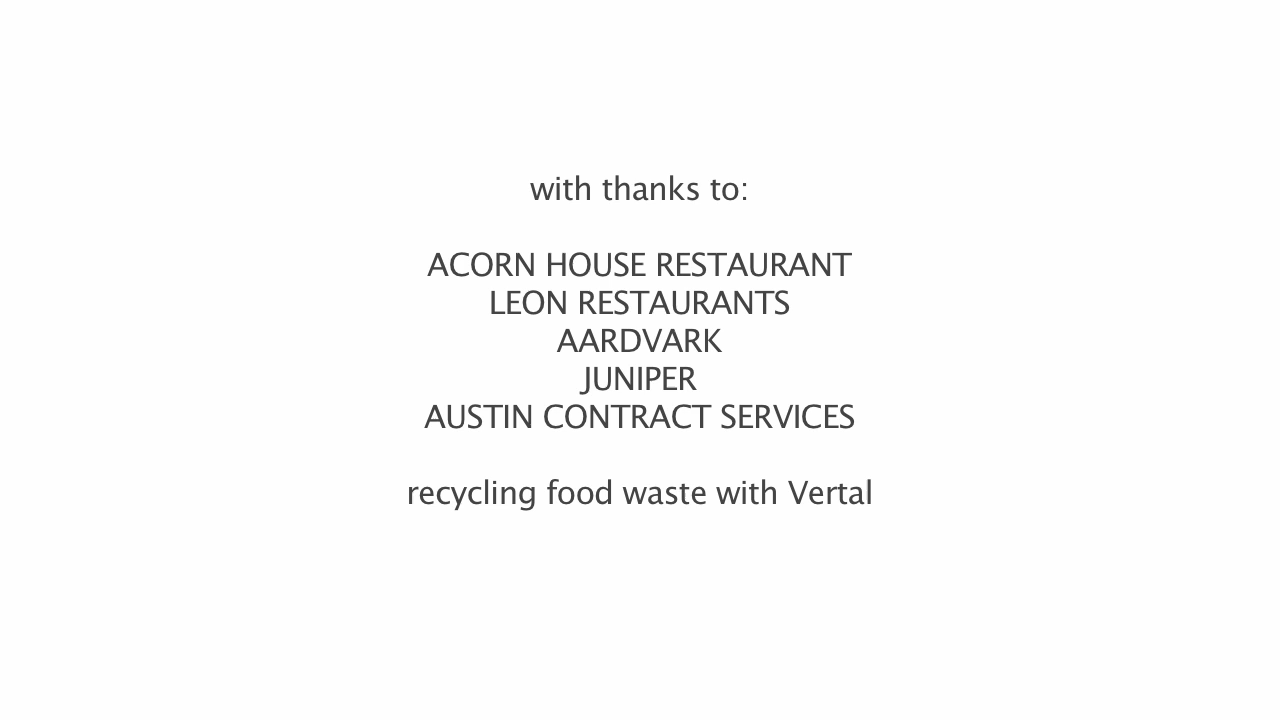 with thanks to:
ACORN HOUSE RESTAURANT
LEON RESTAURANTS
AARDVARK
JUNIPER
AUSTIN CONTRACT SERVICES
recycling food waste with Vertal